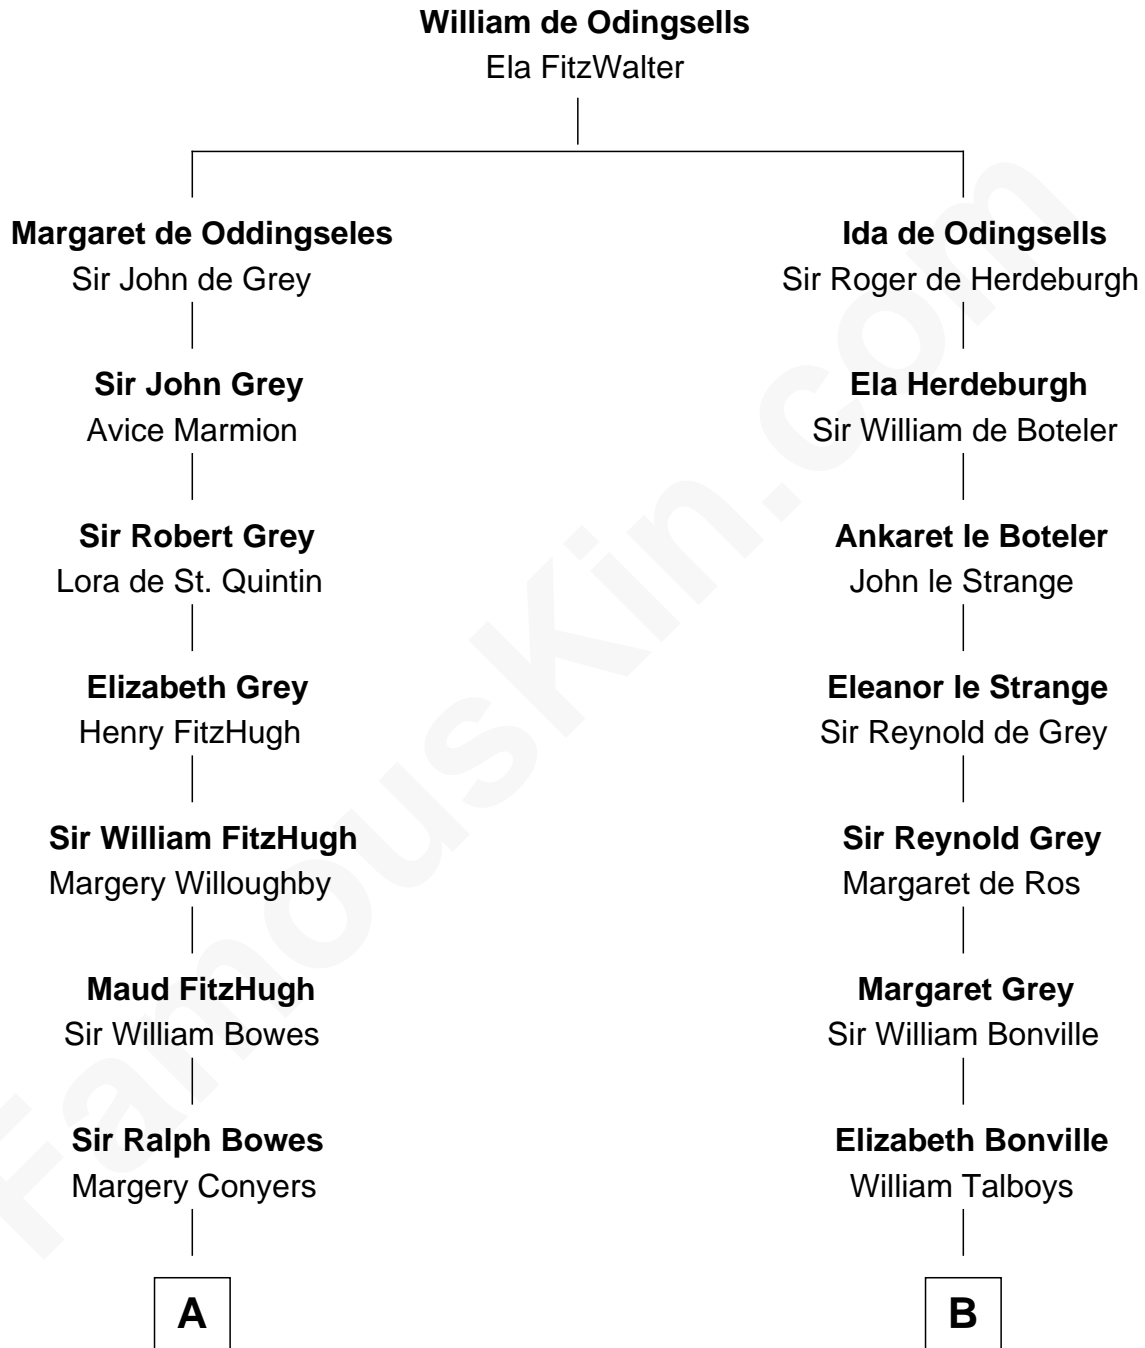 William de Odingsells
Ela FitzWalter
Margaret de Oddingseles
Sir John de Grey
Ida de Odingsells
Sir Roger de Herdeburgh
Sir John Grey
Avice Marmion
Ela Herdeburgh
Sir William de Boteler
Sir Robert Grey
Lora de St. Quintin
Ankaret le Boteler
John le Strange
Elizabeth Grey
Henry FitzHugh
Eleanor le Strange
Sir Reynold de Grey
Sir William FitzHugh
Margery Willoughby
Sir Reynold Grey
Margaret de Ros
Maud FitzHugh
Sir William Bowes
Margaret Grey
Sir William Bonville
Sir Ralph Bowes
Margery Conyers
Elizabeth Bonville
William Talboys
A
B
FamousKin.com